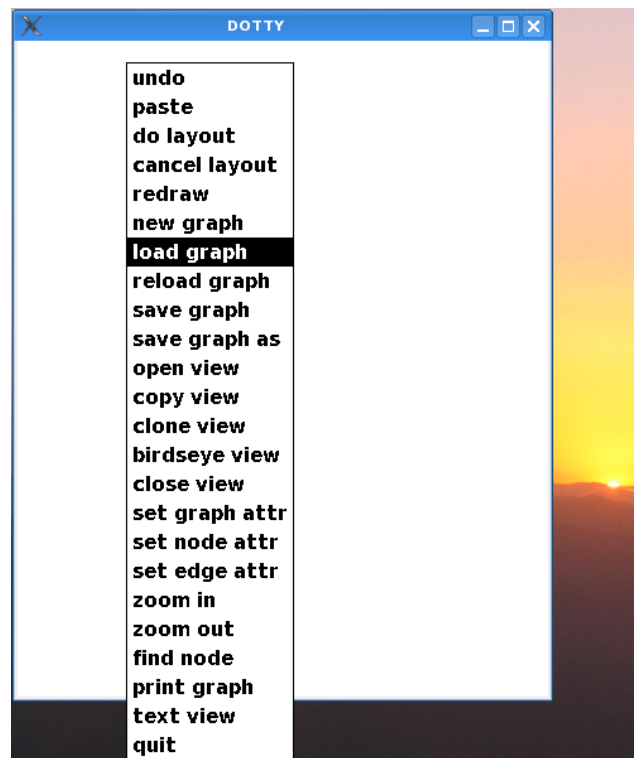 DOTTY
undo
paste
do layout
cancel layout
redraw
new graph
load graph
reload graph
save graph
save graph as
open view
copy view
clone view
birdseye view
close view
set graph attr
set node attr
set edge attr
zoom in
zoom out
find node
print graph
text view
quit